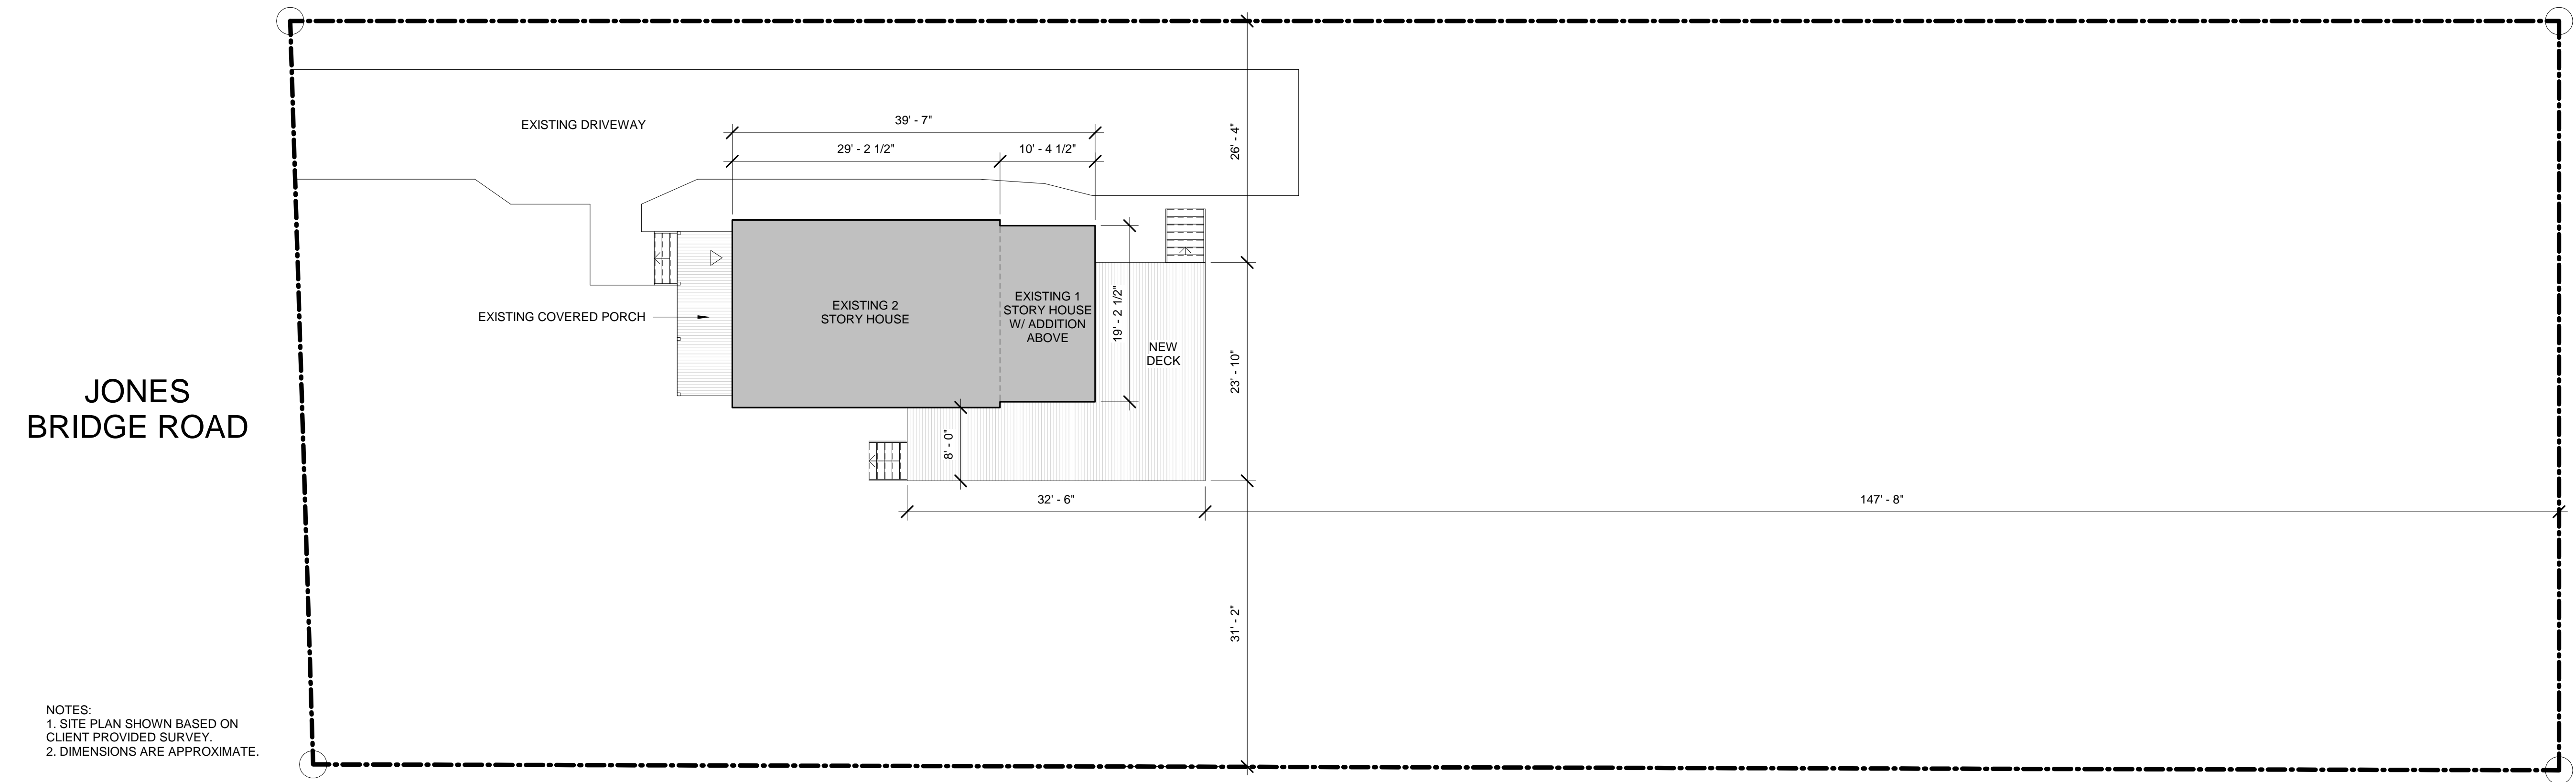 EXISTING DRIVEWAY
39' - 7"
29' - 2 1/2"
10' - 4 1/2"
26' - 4"
EXISTING COVERED PORCH
EXISTING 2
STORY HOUSE
EXISTING 1
STORY HOUSE
W/ ADDITION
ABOVE
19' - 2 1/2"
NEW
DECK
23' - 10"
JONES
BRIDGE ROAD
8' - 0"
32' - 6"
147' - 8"
31' - 2"
NOTES:
1. SITE PLAN SHOWN BASED ON
CLIENT PROVIDED SURVEY.
2. DIMENSIONS ARE APPROXIMATE.